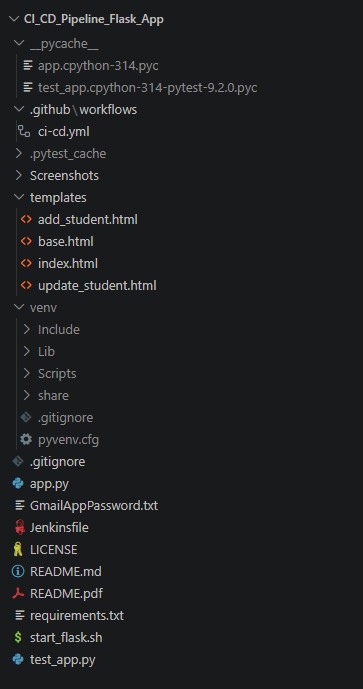 CI_CD_Pipeline_Flask_App
__pycache__
app.cpython-314.pyc
test_app.cpython-314-pytest-9.2.0.pyc
.github\workflows
ci-cd.yml
.pytest_cache
Screenshots
templates
add_student.html
base.html
index.html
update_student.html
venv
Include
Lib
Scripts
share
.gitignore
pyvenv.cfg
.gitignore
app.py
GmailAppPassword.txt
Jenkinsfile
LICENSE
README.md
README.pdf
requirements.txt
start_flask.sh
test_app.py